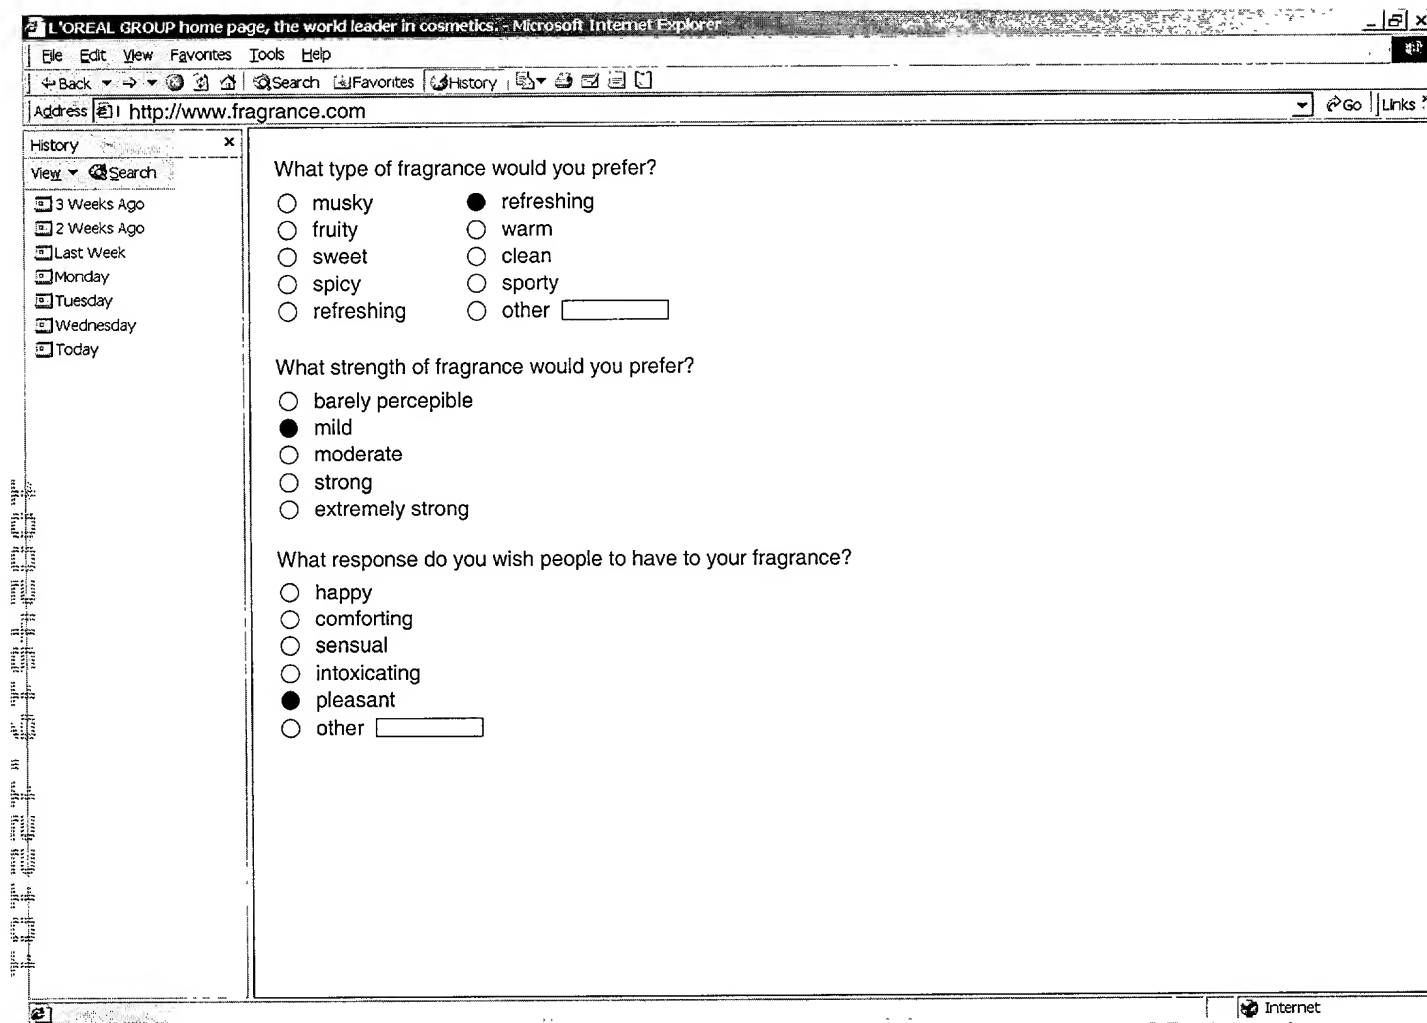 L'OREAL GROUP home page, the world leader in cosmetics. - Microsoft Internet Explorer
File Edit View Favorites Tools Help
Back Search Favorites History
Address http://www.fragrance.com Go Links
History x
View Search
3 Weeks Ago
2 Weeks Ago
Last Week
Monday
Tuesday
Wednesday
Today
What type of fragrance would you prefer?
musky refreshing
fruity warm
sweet clean
spicy sporty
refreshing other
What strength of fragrance would you prefer?
barely percepible
mild
moderate
strong
extremely strong
What response do you wish people to have to your fragrance?
happy
comforting
sensual
intoxicating
pleasant
other
Internet